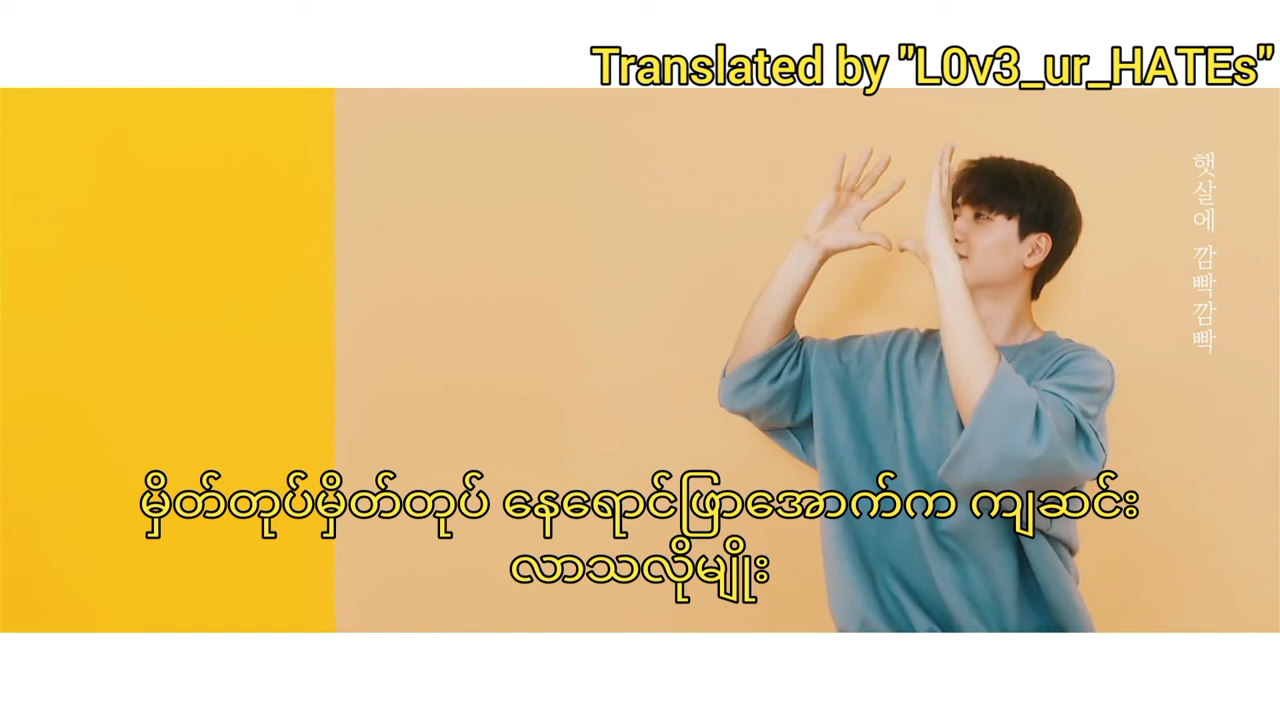 Translated by "L0v3_ur_HATEs"
햇살에 깜빡깜빡
မှိတ်တုပ်မှိတ်တုပ် နေရောင်ဖြာအောက်က ကျဆင်း
လာသလိုမျိုး